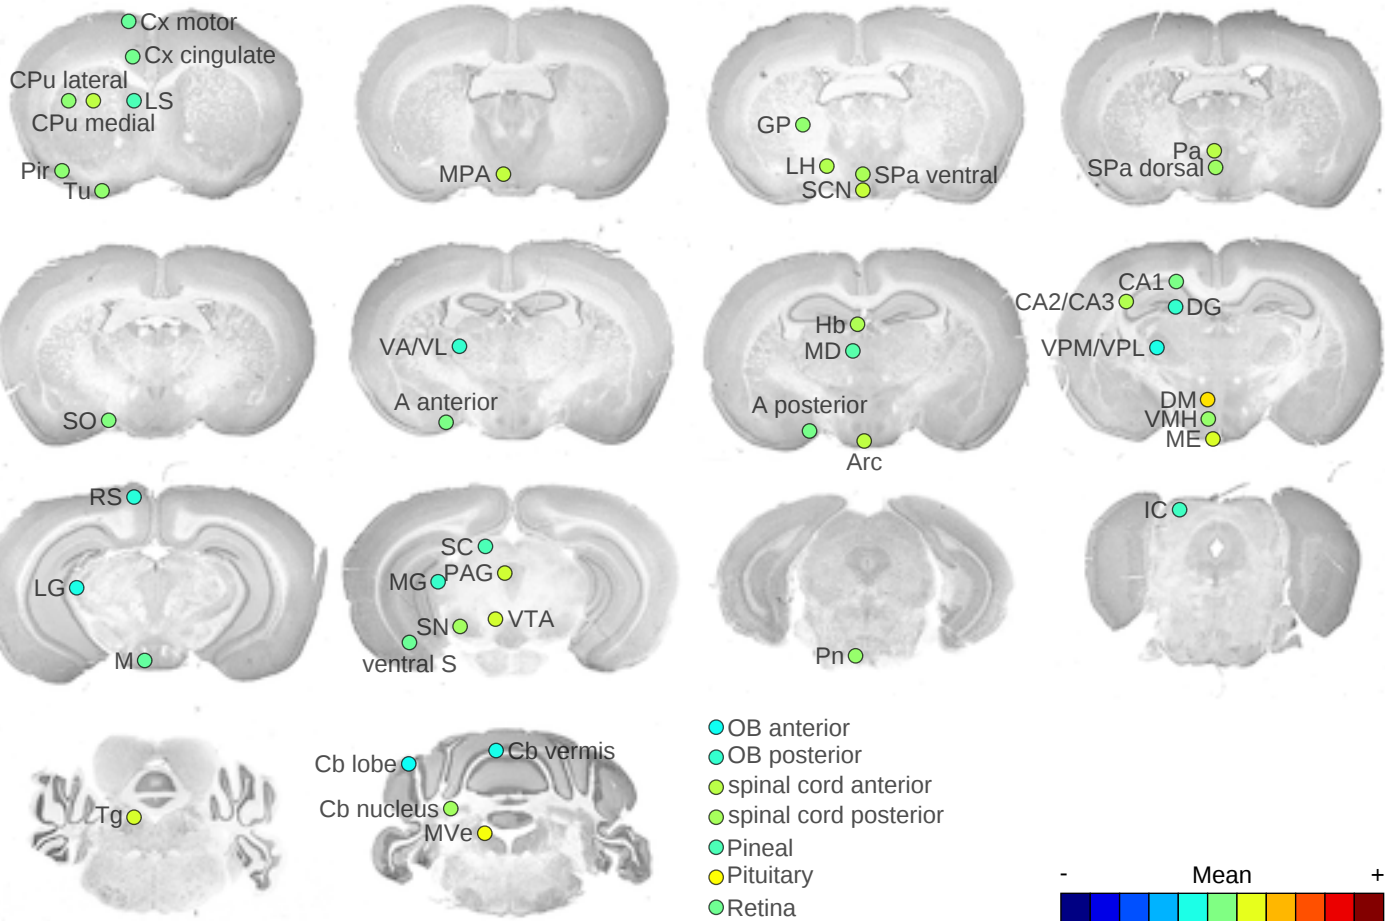 Cx motor
Cx cingulate
CPu lateral
LS
CPu medial
Pir
Tu
MPA
GP
LH
SPa ventral
SCN
Pa
SPa dorsal
SO
VA/VL
A anterior
Hb
MD
A posterior
Arc
CA1
CA2/CA3
DG
VPM/VPL
DM
VMH
ME
RS
LG
M
SC
MG
PAG
SN
VTA
ventral S
Pn
IC
Tg
Cb lobe
Cb vermis
Cb nucleus
MVe
OB anterior
OB posterior
spinal cord anterior
spinal cord posterior
Pineal
Pituitary
Retina
- Mean +